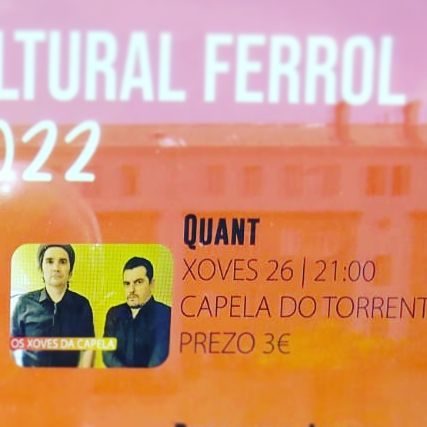 LTURAL FERROL
022
QUANT
XOVES 26 | 21:00
CAPELA DO TORRENT
PREZO 3€
OS XOVES DA CAPELA